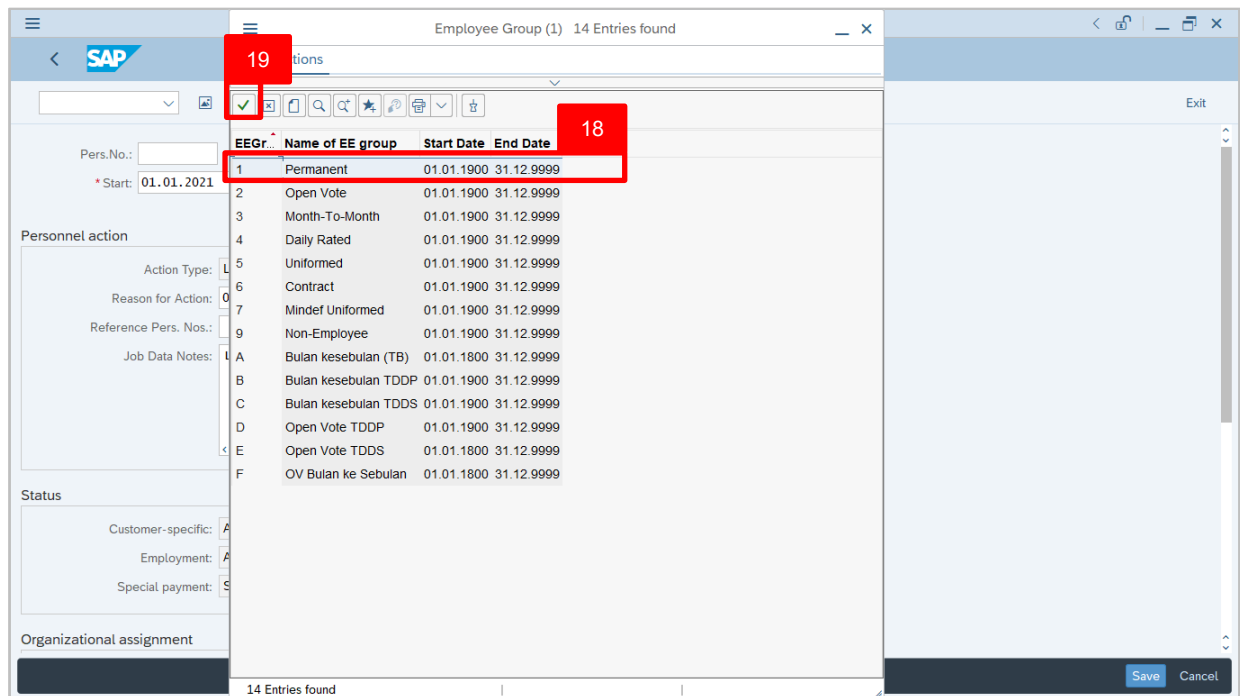 Employee Group (1) 14 Entries found
SAP
19
tions
Exit
18
EEGr... Name of EE group Start Date End Date
Pers.No.:
* Start: 01.01.2021
1 Permanent 01.01.1900 31.12.9999
2 Open Vote 01.01.1900 31.12.9999
3 Month-To-Month 01.01.1900 31.12.9999
4 Daily Rated 01.01.1900 31.12.9999
5 Uniformed 01.01.1900 31.12.9999
6 Contract 01.01.1900 31.12.9999
7 Mindef Uniformed 01.01.1900 31.12.9999
9 Non-Employee 01.01.1900 31.12.9999
A Bulan kesebulan (TB) 01.01.1800 31.12.9999
B Bulan kesebulan TDDP 01.01.1900 31.12.9999
C Bulan kesebulan TDDS 01.01.1900 31.12.9999
D Open Vote TDDP 01.01.1900 31.12.9999
E Open Vote TDDS 01.01.1800 31.12.9999
F OV Bulan ke Sebulan 01.01.1800 31.12.9999
Personnel action
Action Type: L
Reason for Action: 0
Reference Pers. Nos.:
Job Data Notes: L
Status
Customer-specific: A
Employment: A
Special payment: S
Organizational assignment
Save Cancel
14 Entries found